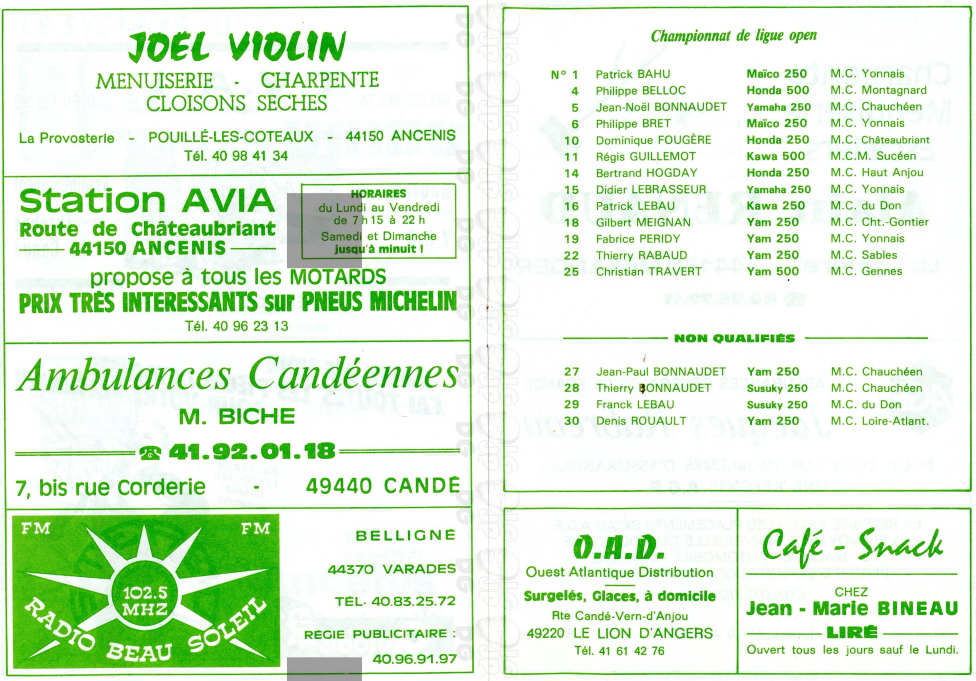 JOEL VIOLIN
MENUISERIE - CHARPENTE
CLOISONS SECHES
La Provosterie - POUILLÉ-LES-COTEAUX - 44150 ANCENIS
Tél. 40 98 41 34
Station AVIA
Route de Châteaubriant
44150 ANCENIS
HORAIRES
du Lundi au Vendredi
de 7 h 15 à 22 h
Samedi et Dimanche
jusqu'à minuit !
propose à tous les MOTARDS
PRIX TRÈS INTERESSANTS sur PNEUS MICHELIN
Tél. 40 96 23 13
Ambulances Candéennes
M. BICHE
☎ 41.92.01.18
7, bis rue Corderie - 49440 CANDÉ
FM FM
102.5
MHZ
RADIO BEAU SOLEIL
BELLIGNE
44370 VARADES
TÉL- 40.83.25.72
RÉGIE PUBLICITAIRE :
40.96.91.97
Championnat de ligue open
N° 1 Patrick BAHU Maïco 250 M.C. Yonnais
4 Philippe BELLOC Honda 500 M.C. Montagnard
5 Jean-Noël BONNAUDET Yamaha 250 M.C. Chauchéen
6 Philippe BRET Maïco 250 M.C. Yonnais
10 Dominique FOUGÈRE Honda 250 M.C. Châteaubriant
11 Régis GUILLEMOT Kawa 500 M.C.M. Sucéen
14 Bertrand HOGDAY Honda 250 M.C. Haut Anjou
15 Didier LEBRASSEUR Yamaha 250 M.C. Yonnais
16 Patrick LEBAU Kawa 250 M.C. du Don
18 Gilbert MEIGNAN Yam 250 M.C. Cht.-Gontier
19 Fabrice PERIDY Yam 250 M.C. Yonnais
22 Thierry PRAUD Yam 250 M.C. Sables
25 Christian TRAVERT Yam 500 M.C. Gennes
NON QUALIFIÉS
27 Jean-Paul BONNAUDET Yam 250 M.C. Chauchéen
28 Thierry BONNAUDET Susuky 250 M.C. Chauchéen
29 Franck LEBAU Susuky 250 M.C. du Don
30 Denis ROUAULT Yam 250 M.C. Loire-Atlant.
O.A.D.
Ouest Atlantique Distribution
Surgelés, Glaces, à domicile
Rte Candé-Vern-d'Anjou
49220 LE LION D'ANGERS
Tél. 41 61 42 76
Café - Snack
CHEZ
Jean - Marie BINEAU
LIRÉ
Ouvert tous les jours sauf le Lundi.